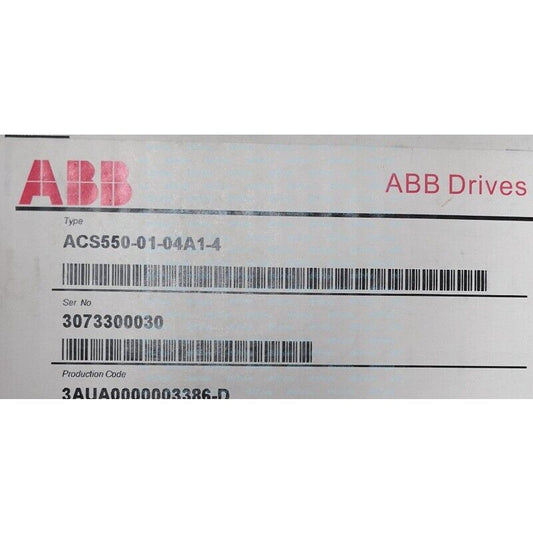 ABB
ABB Drives
Type
ACS550-01-04A1-4
Ser. No
3073300030
Production Code
3AUA0000003386-D